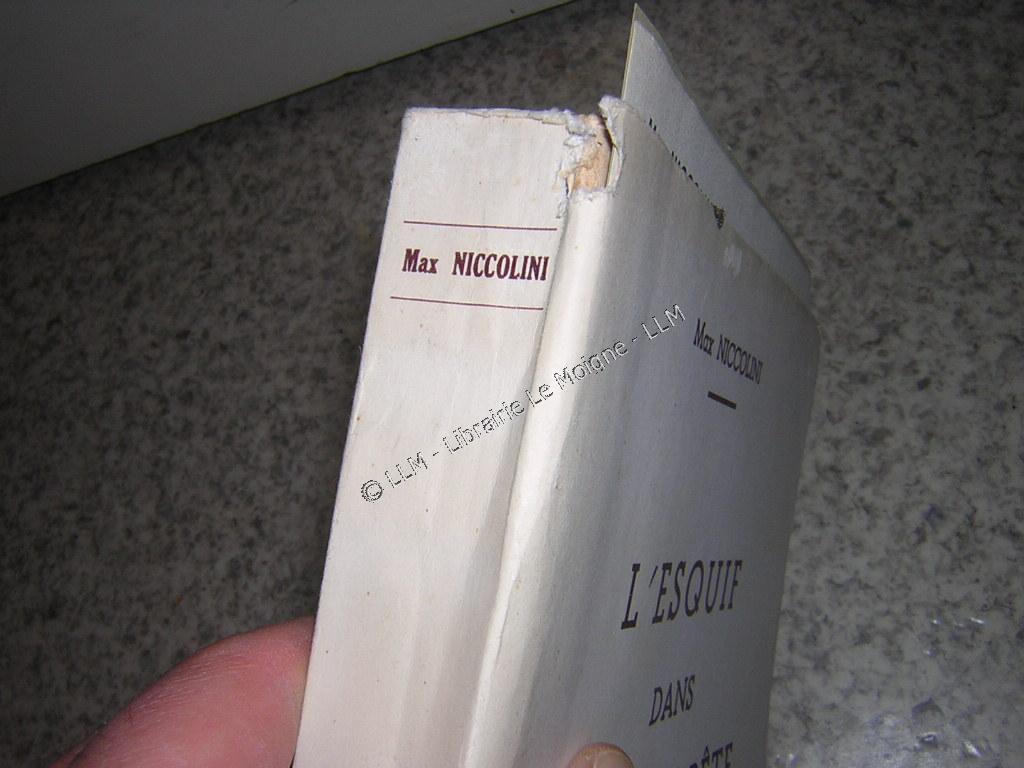 Max NICCOLINI
© LLM - Librairie Le Moigne - LLM
Max NICCOLINI
L'ESQUIF
DANS